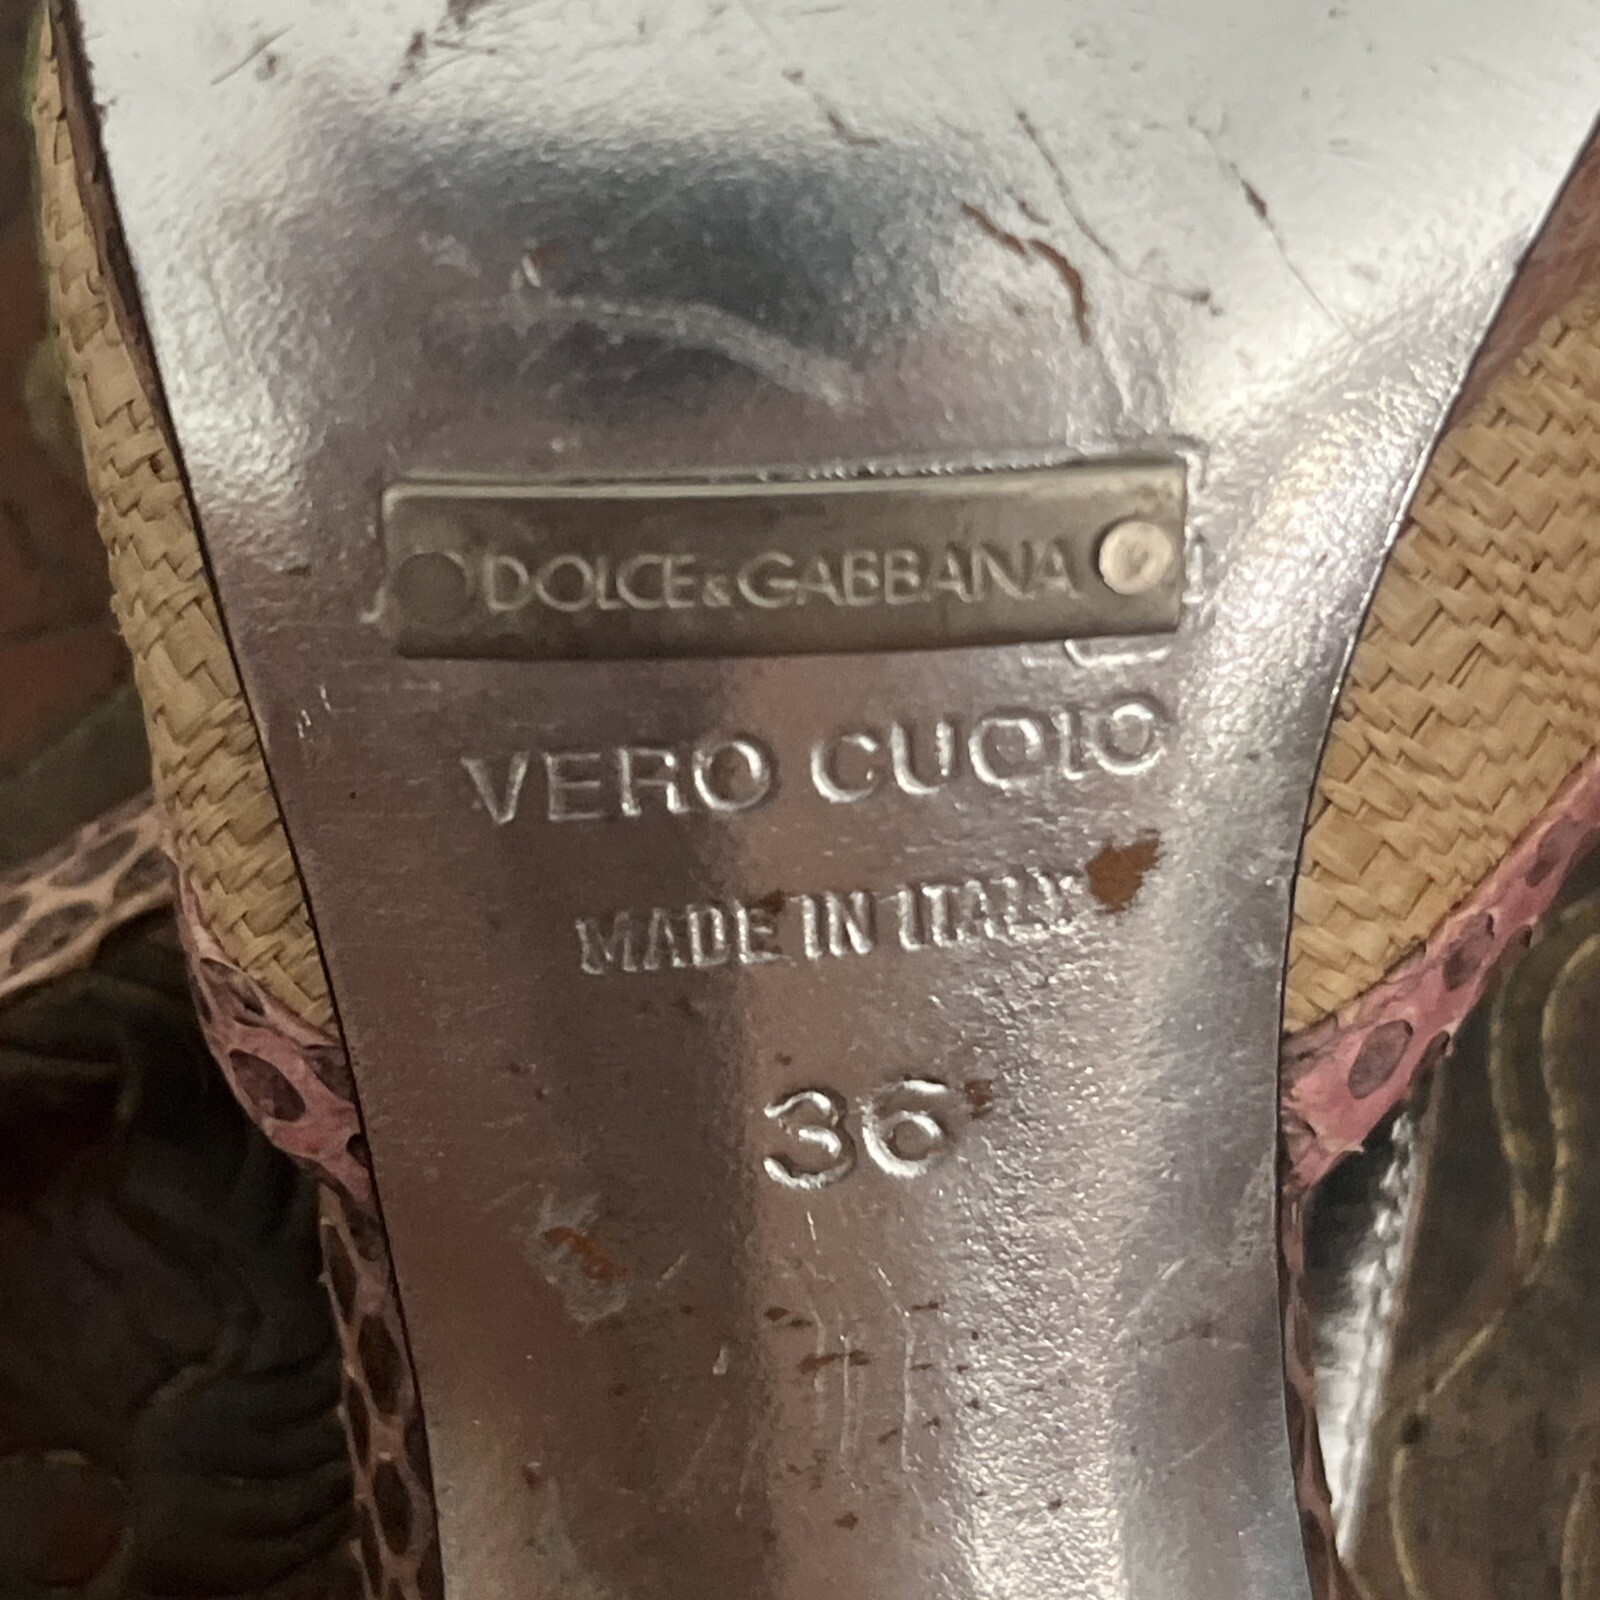 DOLCE&GABBANA
VERO CUOIO
MADE IN ITALY
36